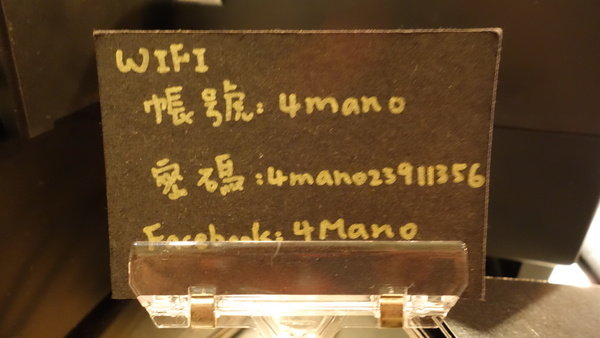 WIFI
帳號: 4mano
密碼:4mano23911356
Facebook: 4Mano